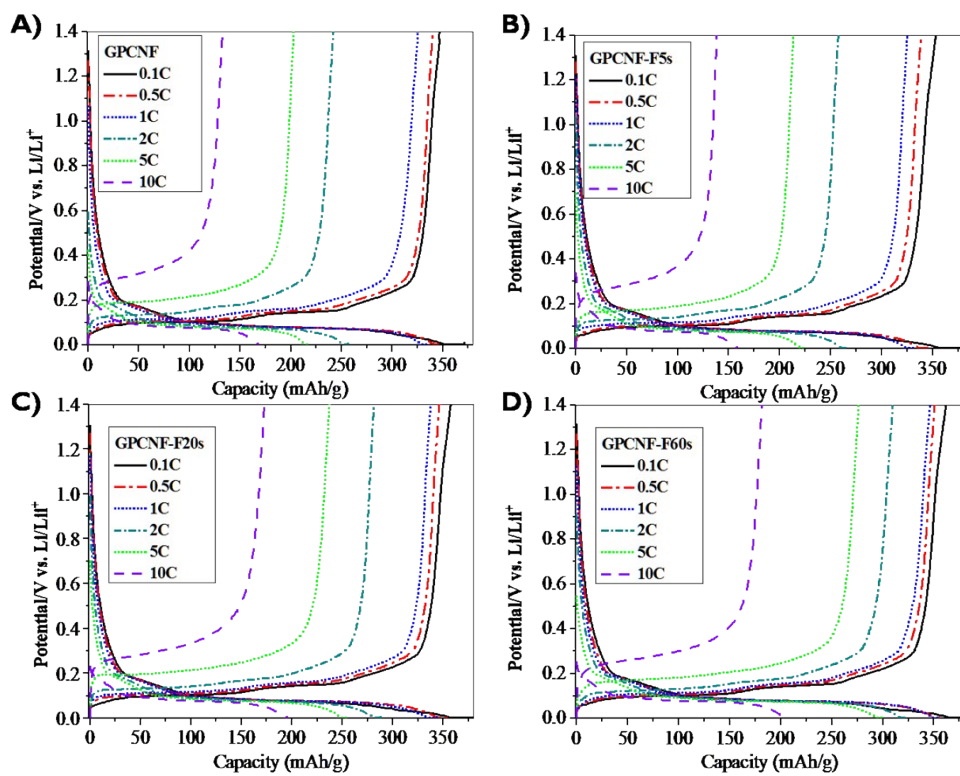 A)
GPCNF
0.1C
0.5C
1C
2C
5C
10C
Potential/V vs. Li/Li⁺
1.4
1.2
1.0
0.8
0.6
0.4
0.2
0.0
0 50 100 150 200 250 300 350
Capacity (mAh/g)
B)
GPCNF-F5s
0.1C
0.5C
1C
2C
5C
10C
Potential/V vs. Li/LiI⁺
1.4
1.2
1.0
0.8
0.6
0.4
0.2
0.0
0 50 100 150 200 250 300 350
Capacity (mAh/g)
C)
GPCNF-F20s
0.1C
0.5C
1C
2C
5C
10C
Potential/V vs. Li/LiI⁺
1.4
1.2
1.0
0.8
0.6
0.4
0.2
0.0
0 50 100 150 200 250 300 350
Capacity (mAh/g)
D)
GPCNF-F60s
0.1C
0.5C
1C
2C
5C
10C
Potential/V vs. Li/LiI⁺
1.4
1.2
1.0
0.8
0.6
0.4
0.2
0.0
0 50 100 150 200 250 300 350
Capacity (mAh/g)